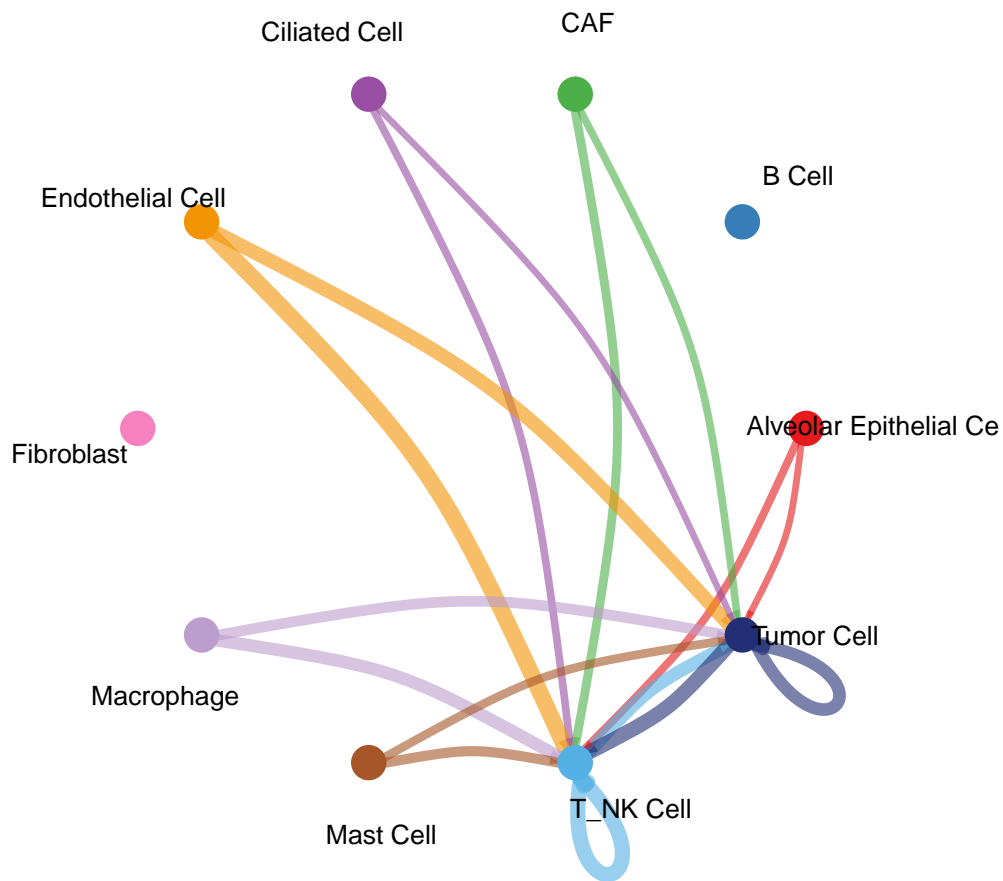 CAF
Ciliated Cell
B Cell
Endothelial Cell
Alveolar Epithelial Ce
Fibroblast
Tumor Cell
Macrophage
T_NK Cell
Mast Cell